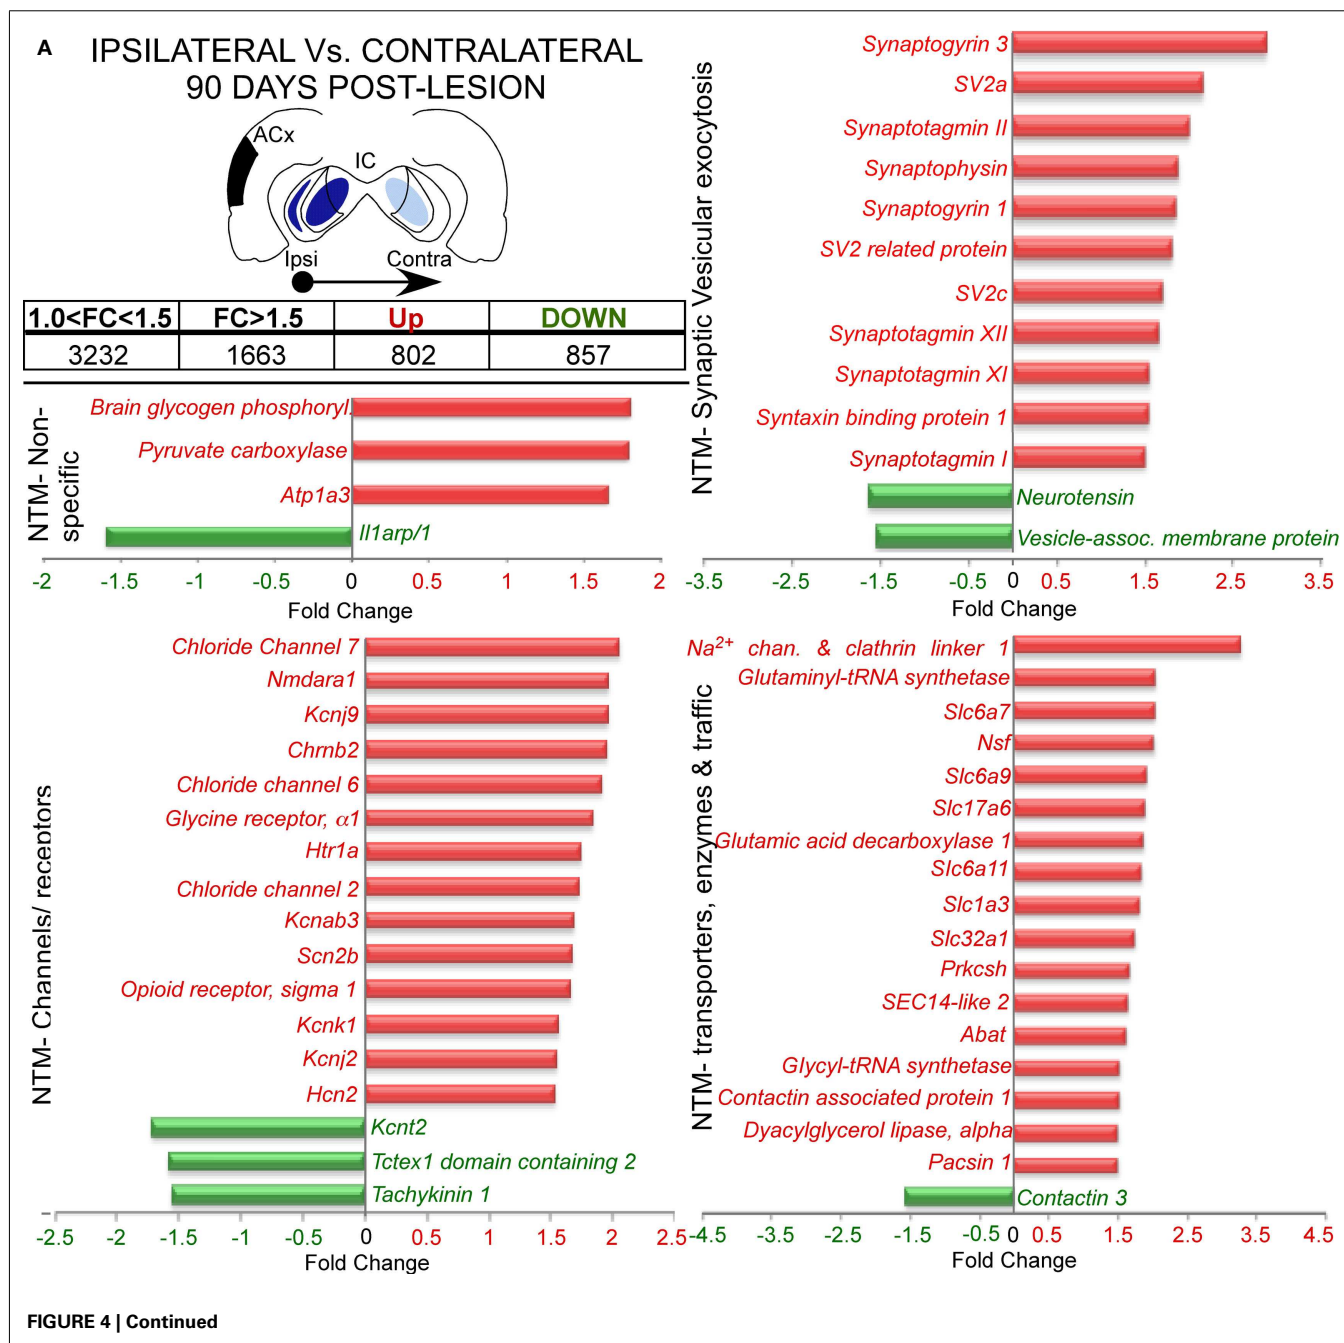 A
IPSILATERAL Vs. CONTRALATERAL
90 DAYS POST-LESION
ACx
IC
Ipsi
Contra
1.0<FC<1.5 FC>1.5 Up DOWN
3232 1663 802 857
NTM- Non-
specific
Brain glycogen phosphoryl.
Pyruvate carboxylase
Atp1a3
Il1arp/1
-2 -1.5 -1 -0.5 0 0.5 1 1.5 2
Fold Change
NTM- Synaptic Vesicular exocytosis
Synaptogyrin 3
SV2a
Synaptotagmin II
Synaptophysin
Synaptogyrin 1
SV2 related protein
SV2c
Synaptotagmin XII
Synaptotagmin XI
Syntaxin binding protein 1
Synaptotagmin I
Neurotensin
Vesicle-assoc. membrane protein
-3.5 -2.5 -1.5 -0.5 0 0.5 1.5 2.5 3.5
Fold Change
NTM- Channels/ receptors
Chloride Channel 7
Nmdara1
Kcnj9
Chrnb2
Chloride channel 6
Glycine receptor, α1
Htr1a
Chloride channel 2
Kcnab3
Scn2b
Opioid receptor, sigma 1
Kcnk1
Kcnj2
Hcn2
Kcnt2
Tctex1 domain containing 2
Tachykinin 1
-2.5 -2 -1.5 -1 -0.5 0 0.5 1 1.5 2 2.5
Fold Change
NTM- transporters, enzymes & traffic
Na²⁺ chan. & clathrin linker 1
Glutaminyl-tRNA synthetase
Slc6a7
Nsf
Slc6a9
Slc17a6
Glutamic acid decarboxylase 1
Slc6a11
Slc1a3
Slc32a1
Prkcsh
SEC14-like 2
Abat
Glycyl-tRNA synthetase
Contactin associated protein 1
Dyacylglycerol lipase, alpha
Pacsin 1
Contactin 3
-4.5 -3.5 -2.5 -1.5 -0.5 0 0.5 1.5 2.5 3.5 4.5
Fold Change
FIGURE 4 | Continued